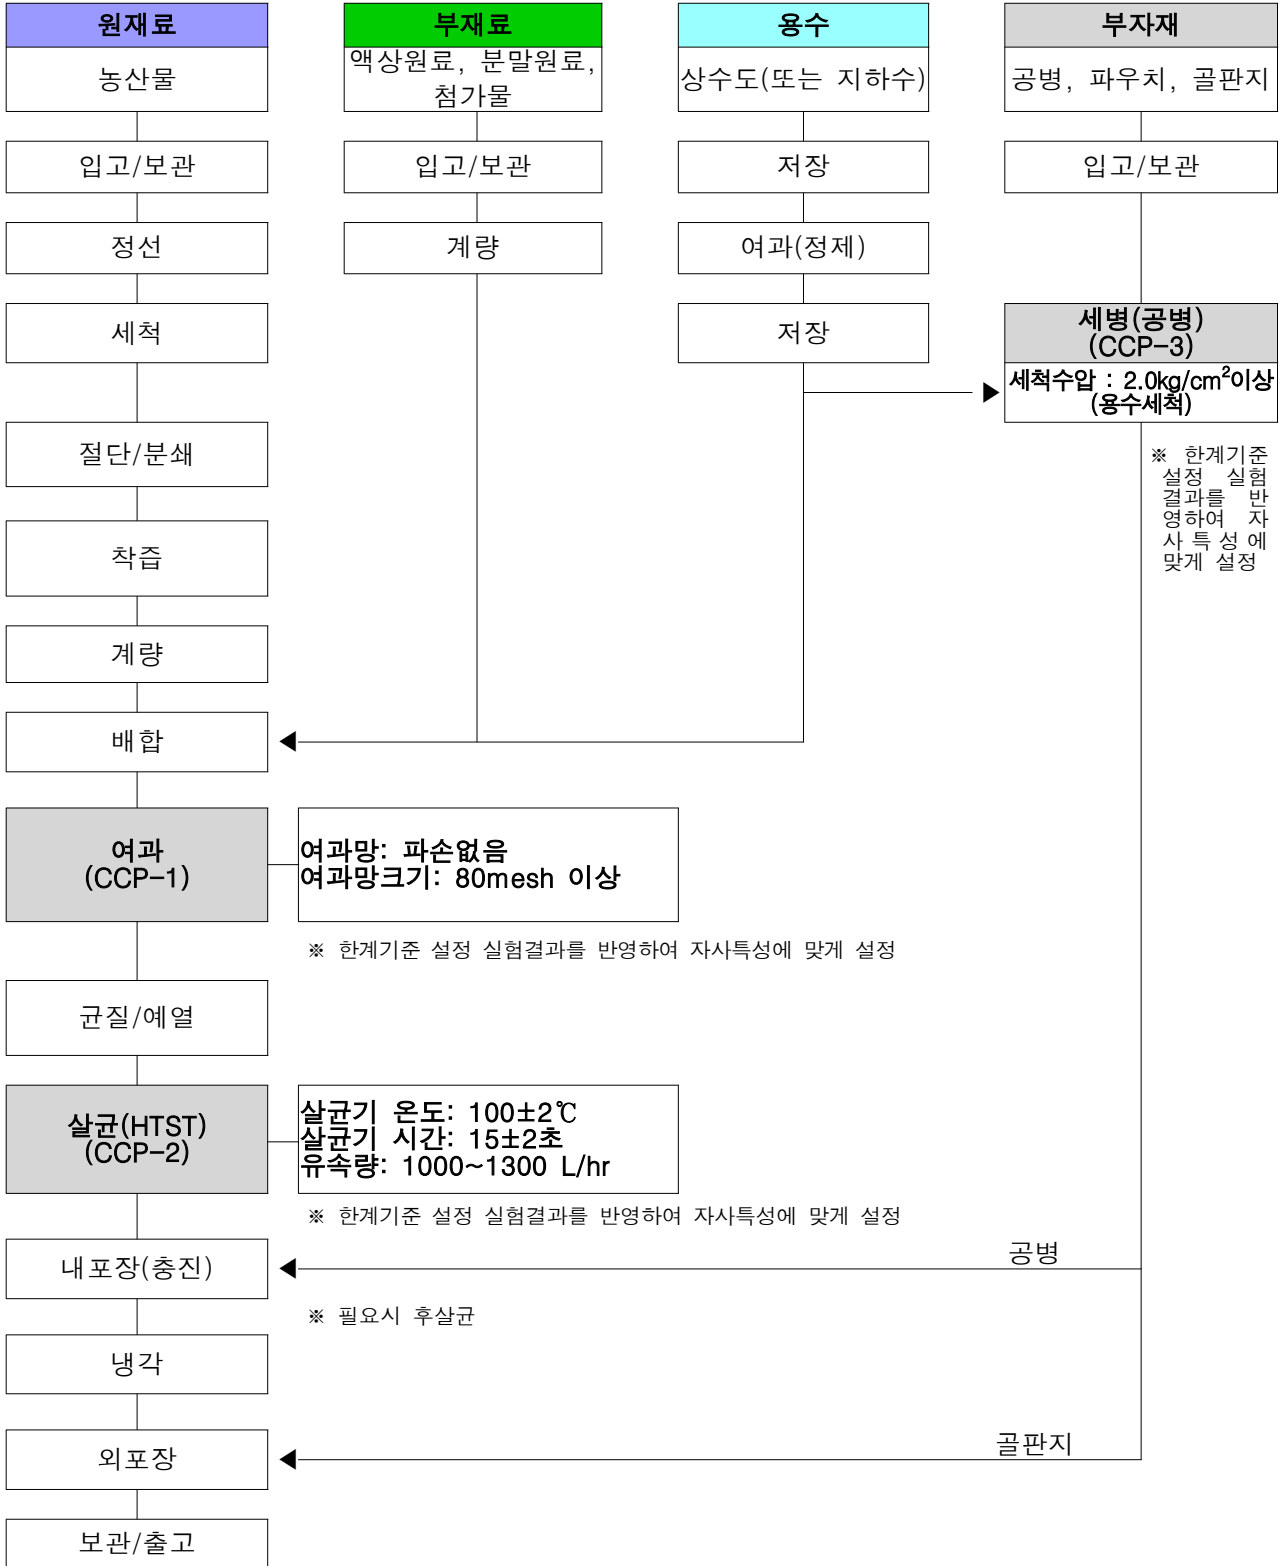 원재료
농산물
입고/보관
정선
세척
절단/분쇄
착즙
계량
배합
여과
(CCP-1)
여과망: 파손없음
여과망크기: 80mesh 이상
※ 한계기준 설정 실험결과를 반영하여 자사특성에 맞게 설정
균질/예열
살균(HTST)
(CCP-2)
살균기 온도: 100±2℃
살균기 시간: 15±2초
유속량: 1000~1300 L/hr
※ 한계기준 설정 실험결과를 반영하여 자사특성에 맞게 설정
내포장(충진)
※ 필요시 후살균
냉각
외포장
보관/출고
부재료
액상원료, 분말원료,
첨가물
입고/보관
계량
용수
상수도(또는 지하수)
저장
여과(정제)
저장
부자재
공병, 파우치, 골판지
입고/보관
세병(공병)
(CCP-3)
세척수압 : 2.0kg/cm²이상
(용수세척)
※ 한계기준
설정 실험
결과를 반
영하여 자
사특성에
맞게 설정
공병
골판지